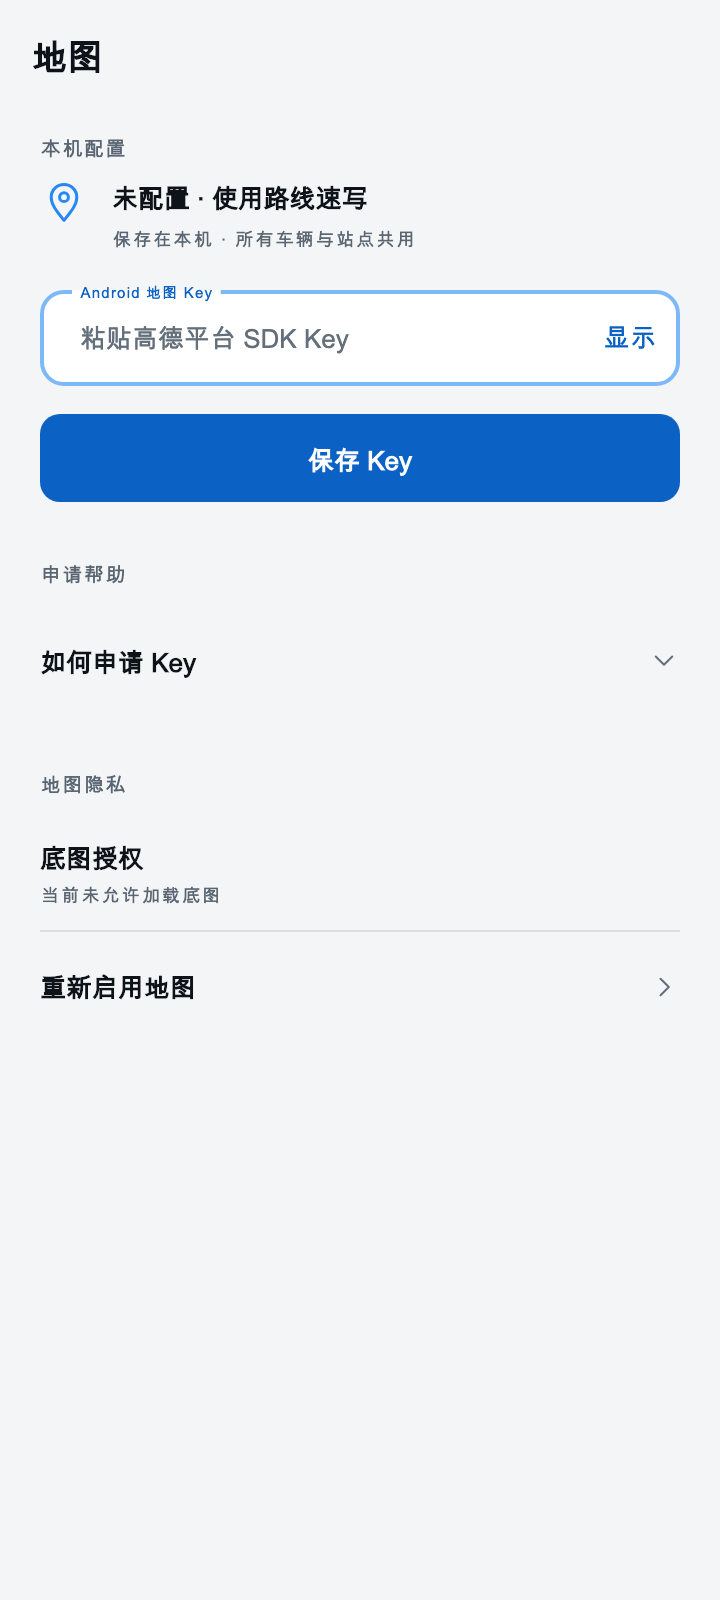 地图
本机配置
未配置 · 使用路线速写
保存在本机 · 所有车辆与站点共用
Android 地图 Key
粘贴高德平台 SDK Key
显示
保存 Key
申请帮助
如何申请 Key
地图隐私
底图授权
当前未允许加载底图
重新启用地图